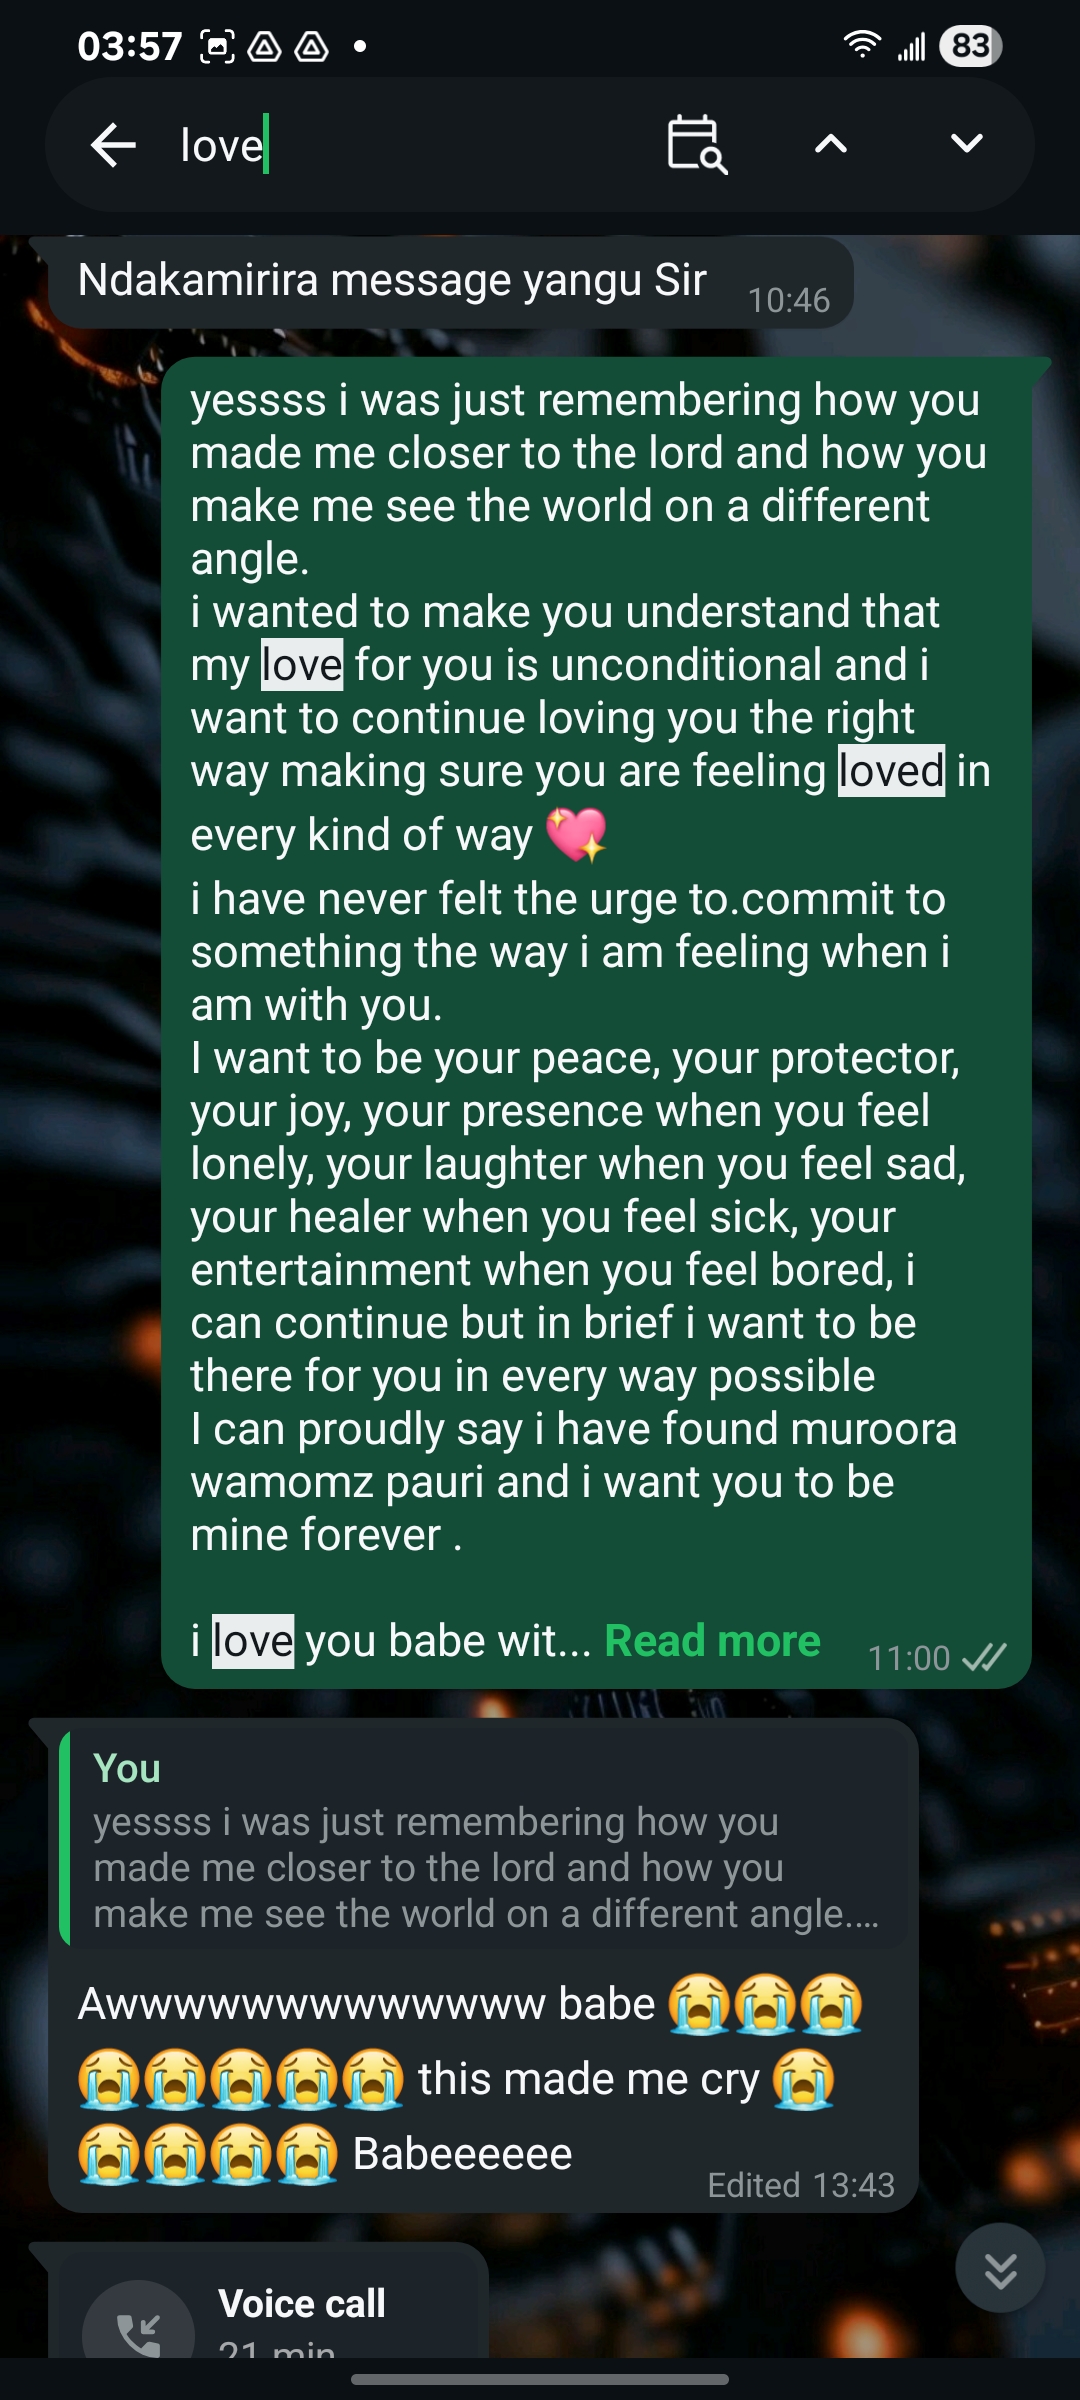 03:57
83
love
Ndakamirira message yangu Sir
10:46
yessss i was just remembering how you
made me closer to the lord and how you
make me see the world on a different
angle.
i wanted to make you understand that
my love for you is unconditional and i
want to continue loving you the right
way making sure you are feeling loved in
every kind of way 💖
i have never felt the urge to.commit to
something the way i am feeling when i
am with you.
I want to be your peace, your protector,
your joy, your presence when you feel
lonely, your laughter when you feel sad,
your healer when you feel sick, your
entertainment when you feel bored, i
can continue but in brief i want to be
there for you in every way possible
I can proudly say i have found muroora
wamomz pauri and i want you to be
mine forever .
i love you babe wit... Read more
11:00
You
yessss i was just remembering how you
made me closer to the lord and how you
make me see the world on a different angle....
Awwwwwwwwwwwwww babe 😭😭😭
😭😭😭😭😭 this made me cry 😭
😭😭😭😭 Babeeeeee
Edited 13:43
Voice call
21 min